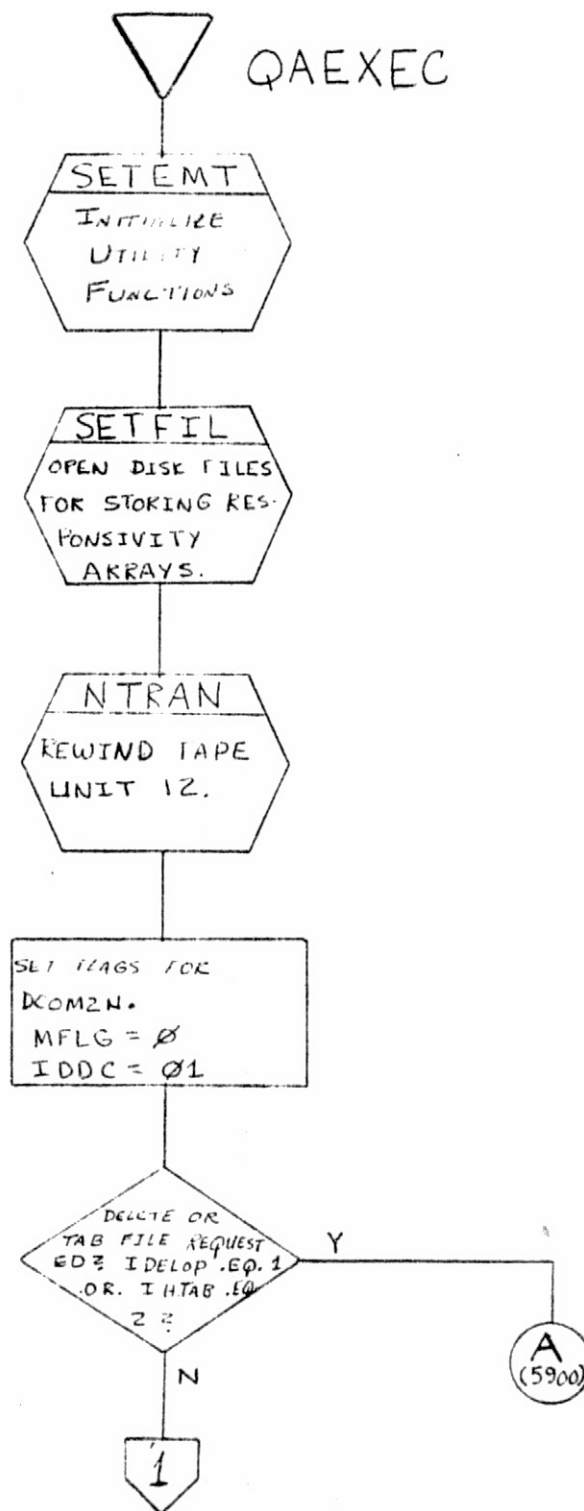 QAEXEC
SETEMT
INITIALIZE
UTILITY
FUNCTIONS
SETFIL
OPEN DISK FILES
FOR STORING RES-
PONSIVITY
ARRAYS.
NTRAN
REWIND TAPE
UNIT 12.
SET FLAGS FOR
DCOM2N.
MFLG = Ø
IDDC = Ø1
DELETE OR
TAB FILE REQUEST
ED? IDELOP .EQ. 1
.OR. IHTAB .EQ.
2 ?
Y
A
(5900)
N
1